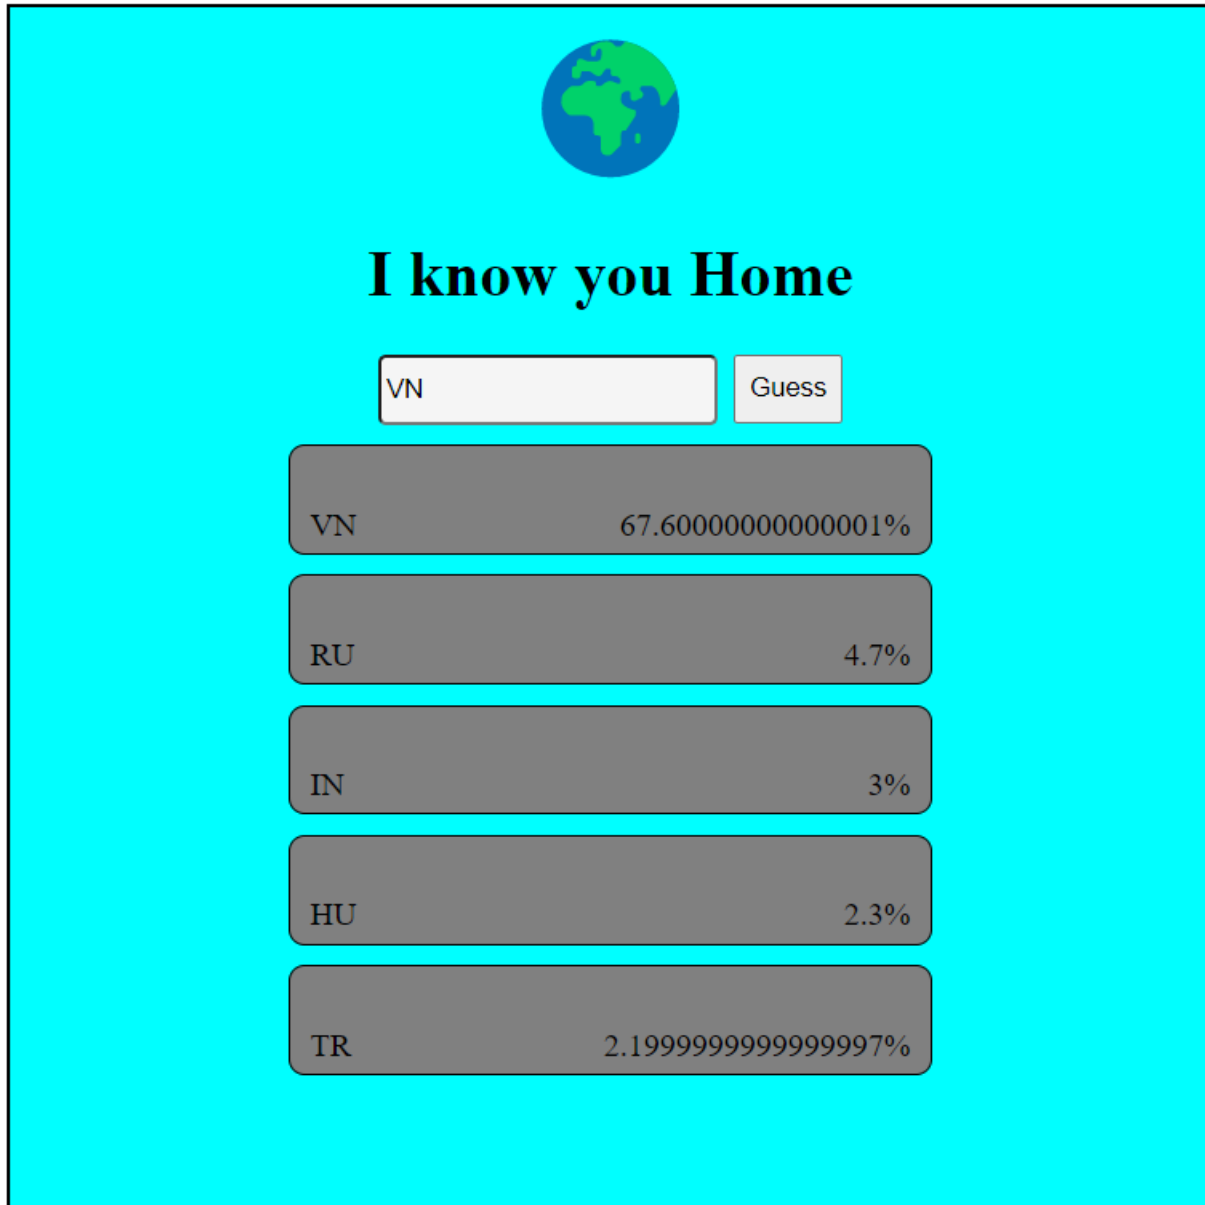 I know you Home
VN
Guess
VN 67.60000000000001%
RU 4.7%
IN 3%
HU 2.3%
TR 2.1999999999999997%